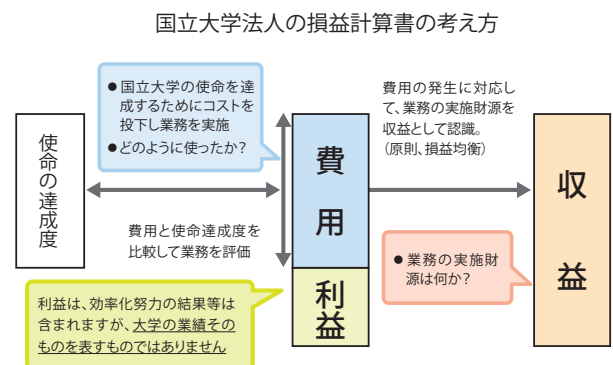 国立大学法人の損益計算書の考え方
● 国立大学の使命を達
成するためにコストを
投下し業務を実施
● どのように使ったか？
費用の発生に対応し
て、業務の実施財源を
収益として認識。
（原則、損益均衡）
使命の達成度
費用
収益
費用と使命達成度を
比較して業務を評価
● 業務の実施財
源は何か？
利益
利益は、効率化努力の結果等は
含まれますが、大学の業績その
ものを表すものではありません